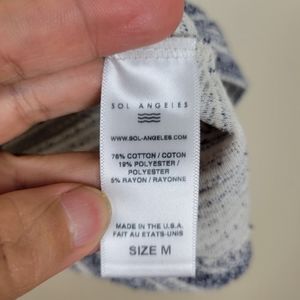 SOL ANGELES
WWW.SOL-ANGELES.COM
76% COTTON / COTON
19% POLYESTER /
POLYESTER
5% RAYON / RAYONNE
MADE IN THE U.S.A.
FAIT AU ETATS-UNIS
SIZE M